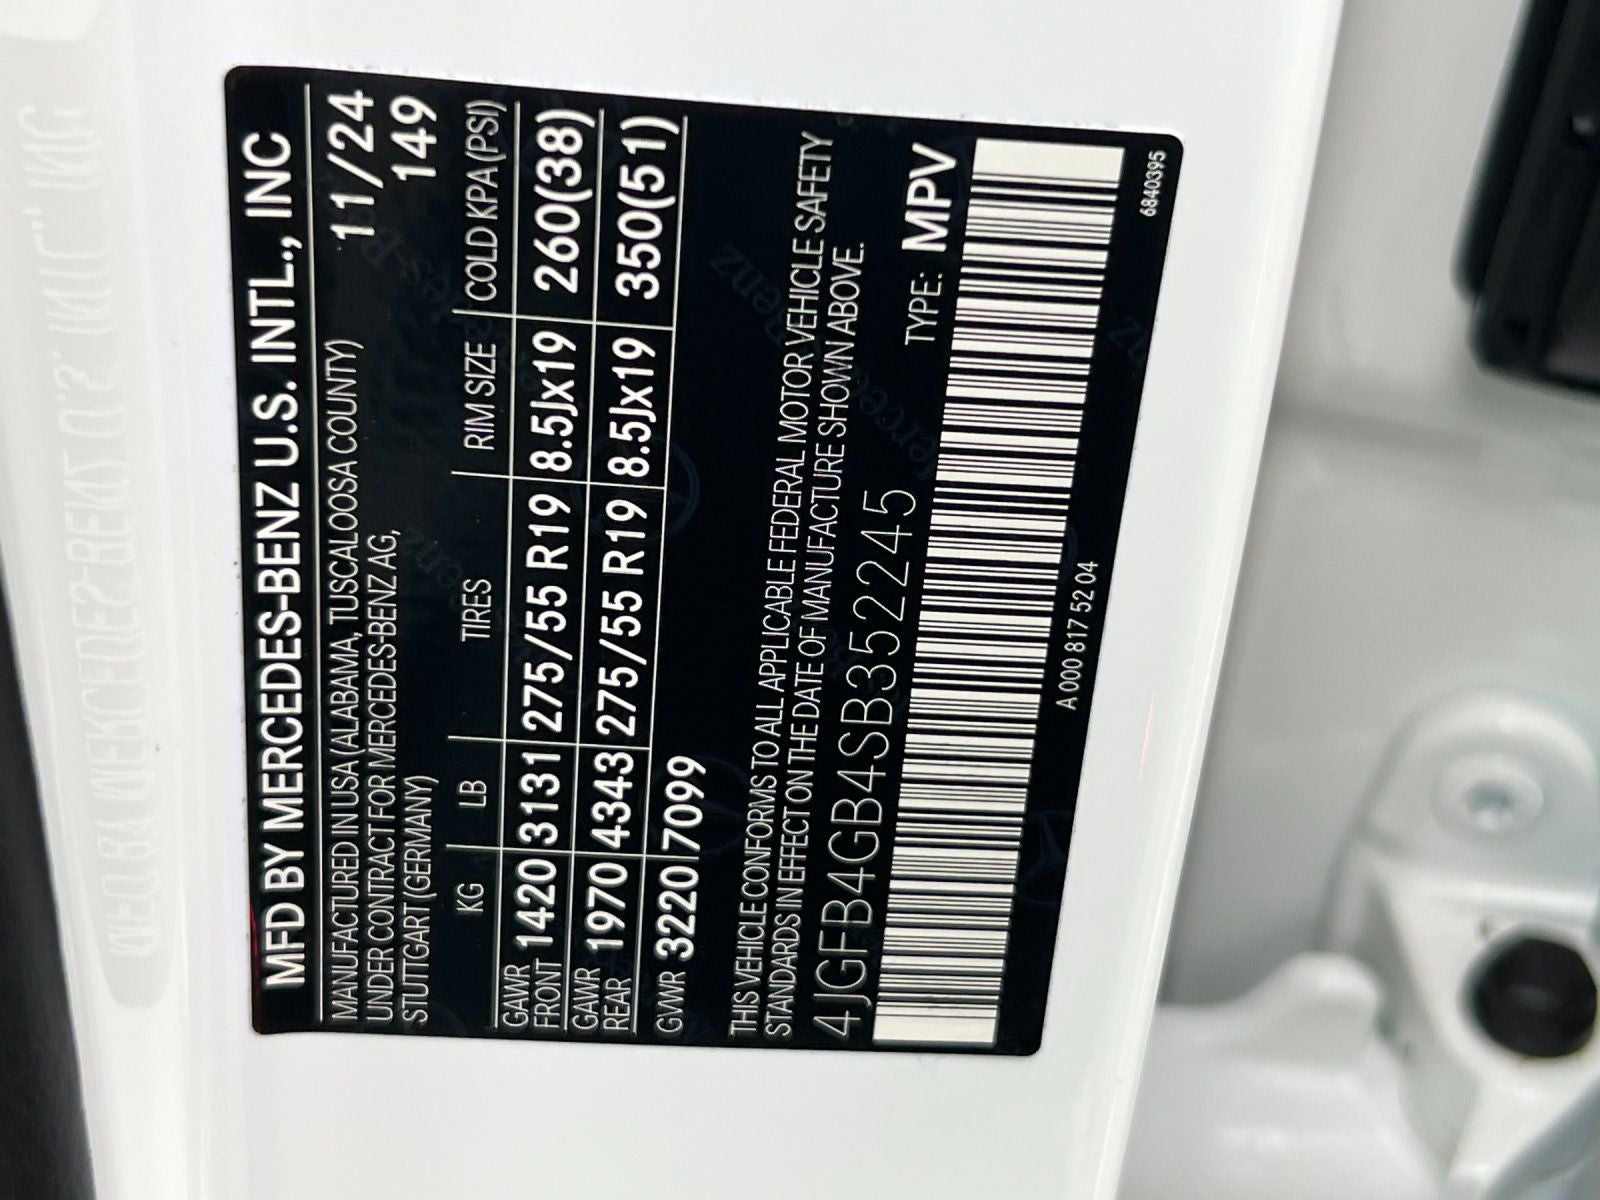 MFD BY MERCEDES-BENZ U.S. INTL., INC
MANUFACTURED IN USA (ALABAMA, TUSCALOOSA COUNTY) 11/24
UNDER CONTRACT FOR MERCEDES-BENZ AG, 149
STUTTGART (GERMANY)
KG LB TIRES RIM SIZE COLD KPA (PSI)
GAWR FRONT 1420 3131 275/55 R19 8.5Jx19 260(38)
GAWR REAR 1970 4343 275/55 R19 8.5Jx19 350(51)
GVWR 3220 7099
THIS VEHICLE CONFORMS TO ALL APPLICABLE FEDERAL MOTOR VEHICLE SAFETY
STANDARDS IN EFFECT ON THE DATE OF MANUFACTURE SHOWN ABOVE.
4JGFB4GB4SB352245 TYPE: MPV
A 000 817 52 04 6840395